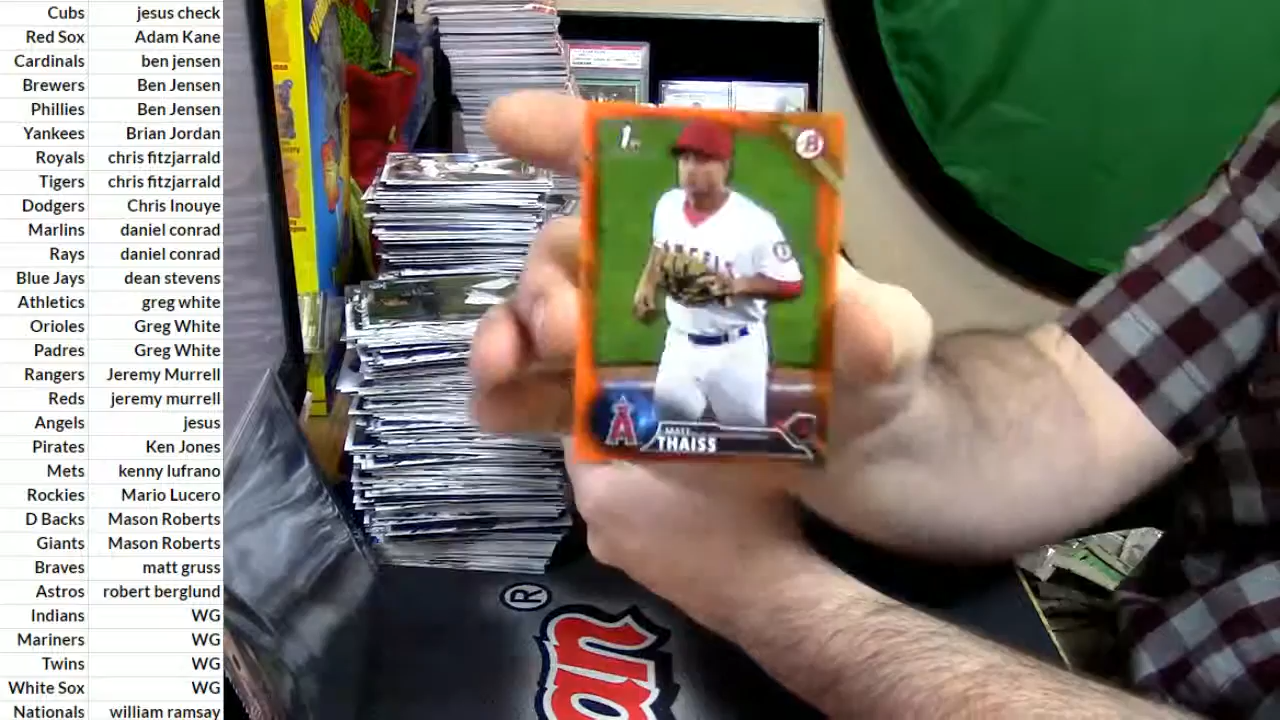 Cubs jesus check
Red Sox Adam Kane
Cardinals ben jensen
Brewers Ben Jensen
Phillies Ben Jensen
Yankees Brian Jordan
Royals chris fitzjarrald
Tigers chris fitzjarrald
Dodgers Chris Inouye
Marlins daniel conrad
Rays daniel conrad
Blue Jays dean stevens
Athletics greg white
Orioles Greg White
Padres Greg White
Rangers Jeremy Murrell
Reds jeremy murrell
Angels jesus
Pirates Ken Jones
Mets kenny lufrano
Rockies Mario Lucero
D Backs Mason Roberts
Giants Mason Roberts
Braves matt gruss
Astros robert berglund
Indians WG
Mariners WG
Twins WG
White Sox WG
Nationals william ramsay
1st
B
ANGELS
A
MATT
THAISS
®
an